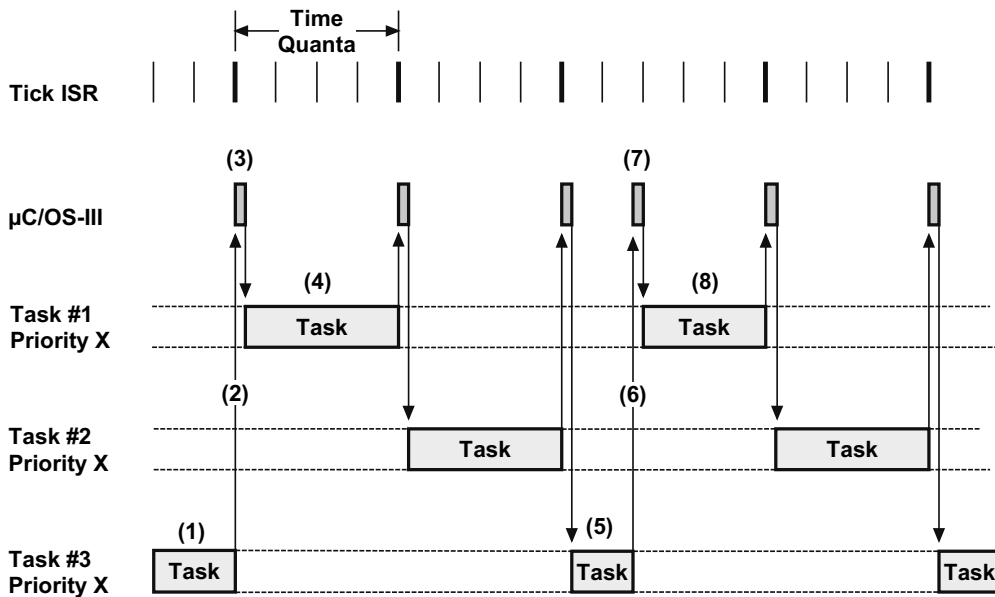 Time
Quanta
Tick ISR
(3)
(7)
µC/OS-III
(4)
(8)
Task #1
Priority X
Task
Task
(2)
(6)
Task #2
Priority X
Task
Task
(1)
(5)
Task #3
Priority X
Task
Task
Task